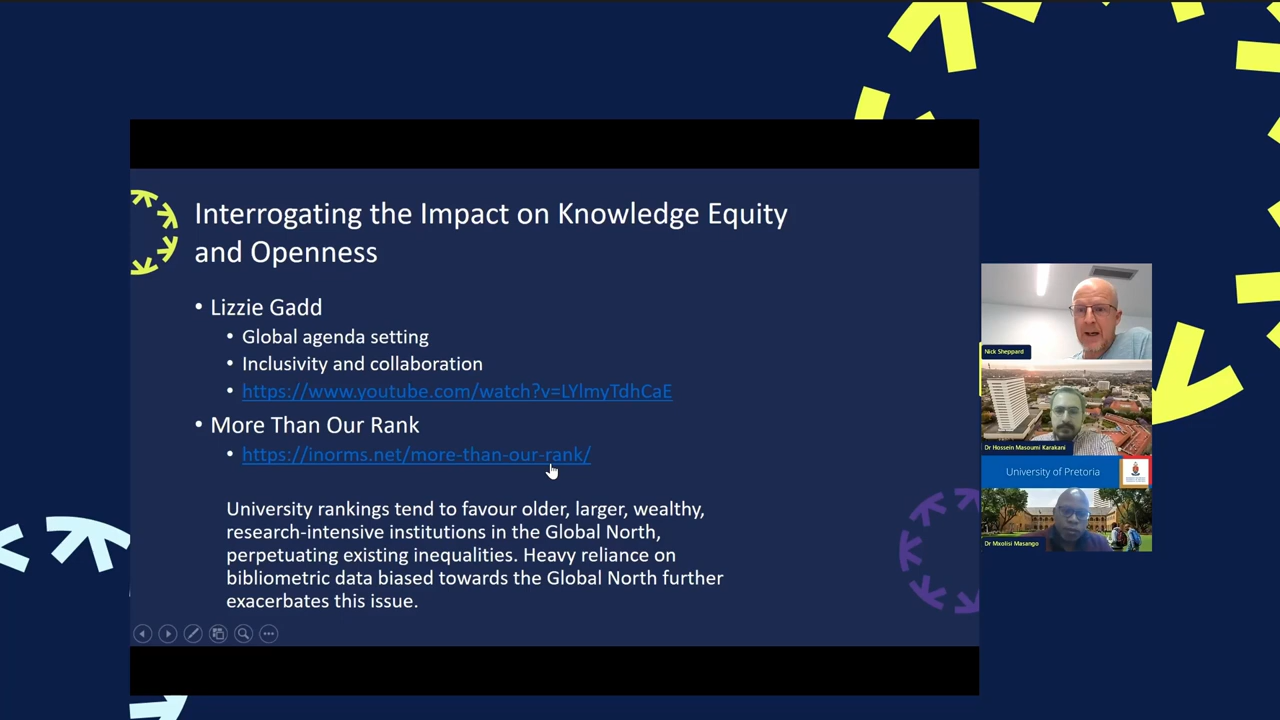 Interrogating the Impact on Knowledge Equity
and Openness
• Lizzie Gadd
• Global agenda setting
• Inclusivity and collaboration
• https://www.youtube.com/watch?v=LYlmyTdhCaE
• More Than Our Rank
• https://inorms.net/more-than-our-rank/
University rankings tend to favour older, larger, wealthy,
research-intensive institutions in the Global North,
perpetuating existing inequalities. Heavy reliance on
bibliometric data biased towards the Global North further
exacerbates this issue.
Nick Sheppard
Dr Hossein Masoumi Karakani
University of Pretoria
Dr Mxolisi Masango